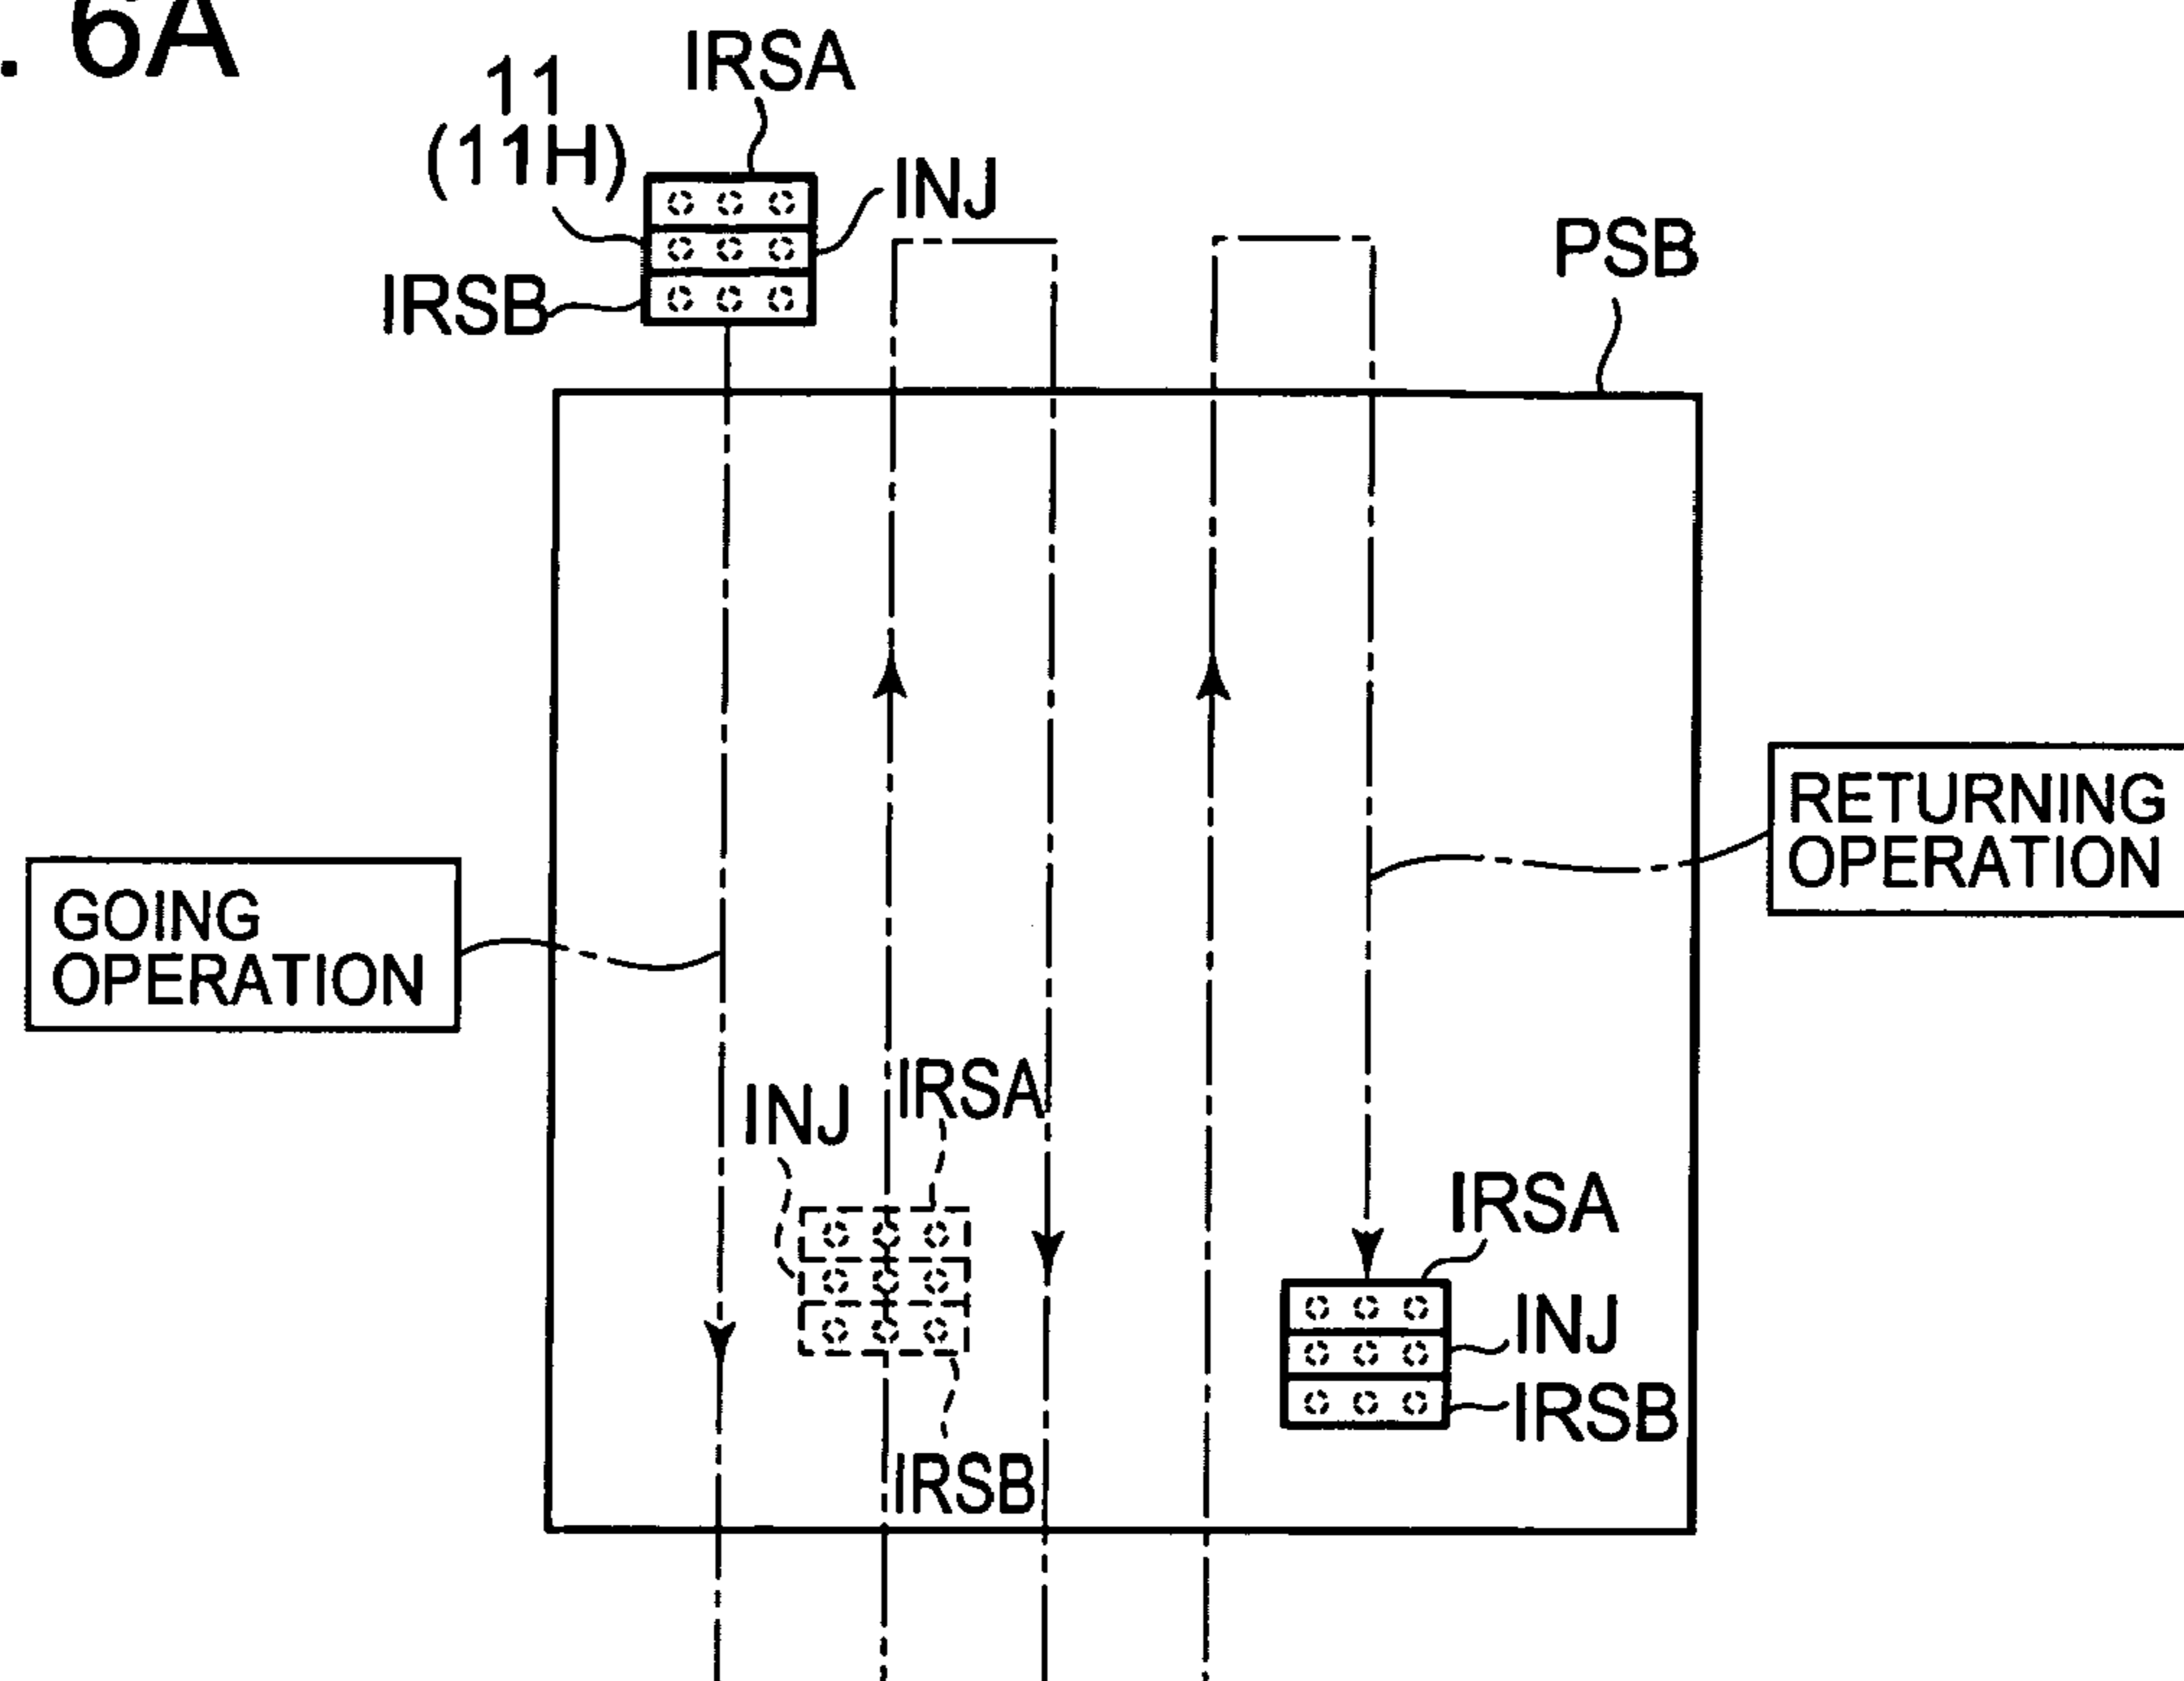 . 6A
IRSA
11
(11H)
INJ
IRSB
PSB
RETURNING
OPERATION
GOING
OPERATION
IRSA
INJ
IRSA
INJ
IRSB
IRSB